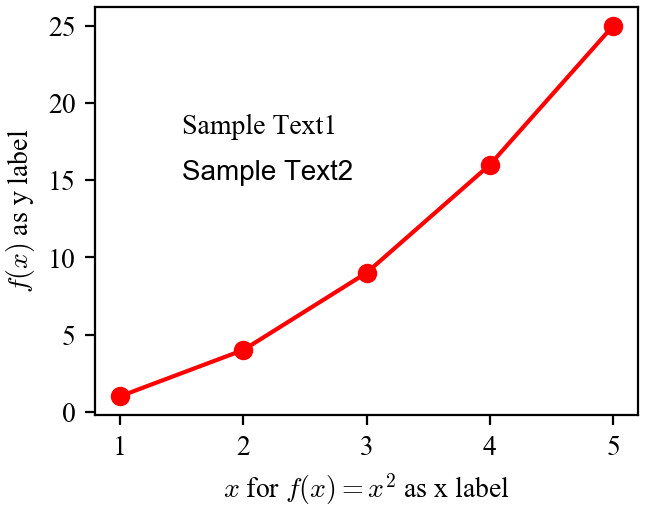 25
20
15
10
5
0
f(x) as y label
Sample Text1
Sample Text2
1 2 3 4 5
x for f(x) = x² as x label